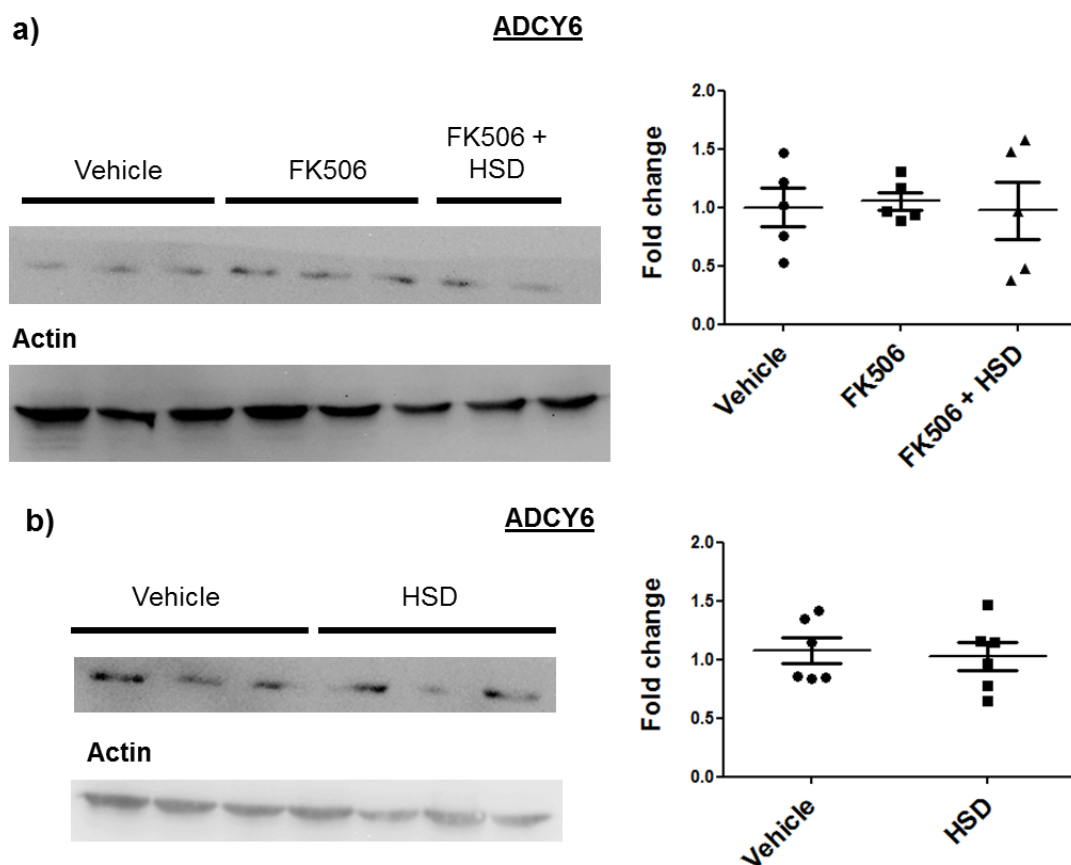 a)
ADCY6
Vehicle
FK506
FK506 +
HSD
Actin
Fold change
2.0
1.5
1.0
0.5
0.0
Vehicle
FK506
FK506 + HSD
b)
ADCY6
Vehicle
HSD
Actin
Fold change
2.0
1.5
1.0
0.5
0.0
Vehicle
HSD